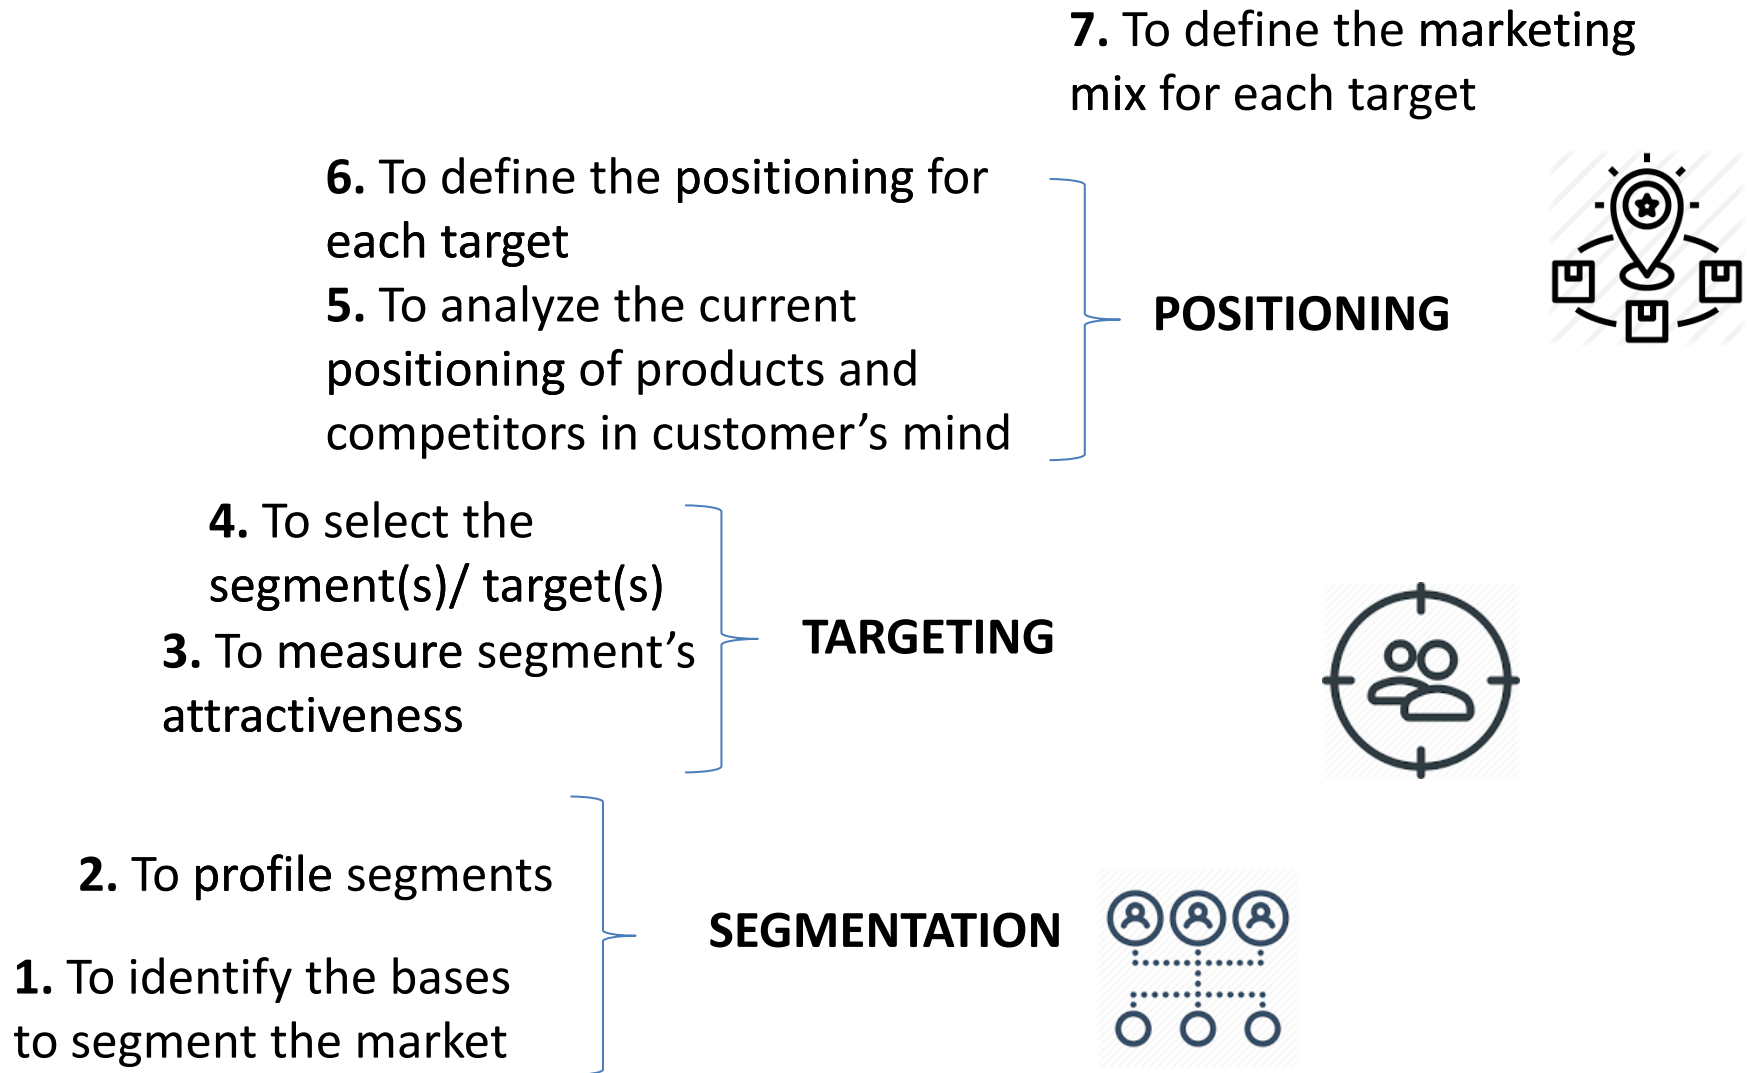 7. To define the marketing
mix for each target
6. To define the positioning for
each target
5. To analyze the current
positioning of products and
competitors in customer’s mind
POSITIONING
4. To select the
segment(s)/ target(s)
3. To measure segment’s
attractiveness
TARGETING
2. To profile segments
1. To identify the bases
to segment the market
SEGMENTATION